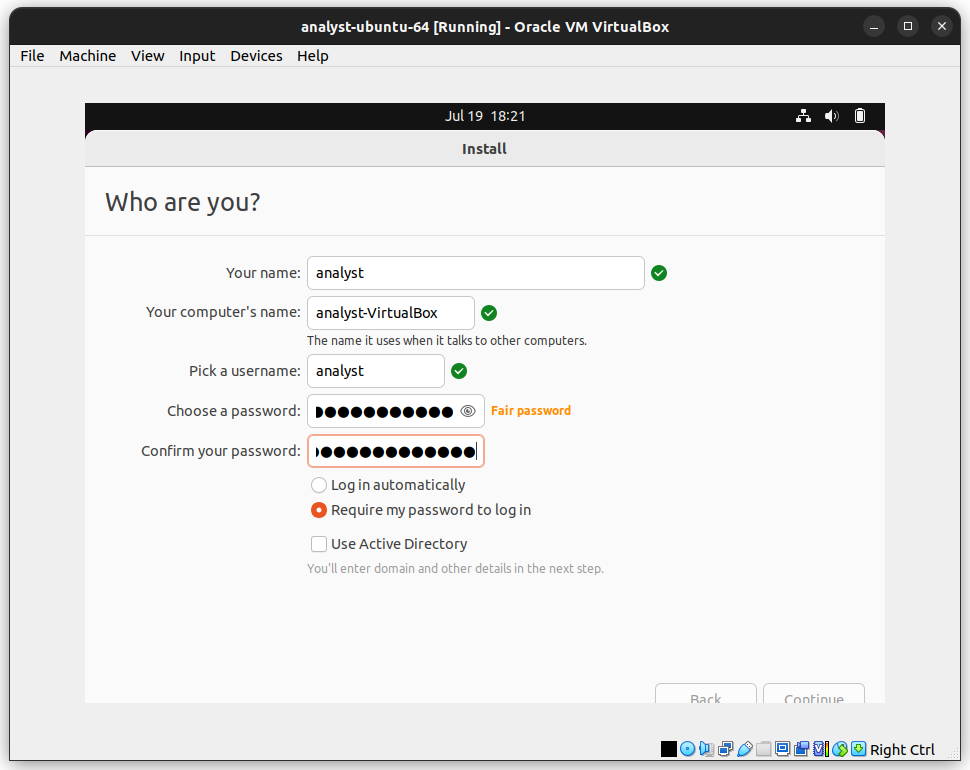 analyst-ubuntu-64 [Running] - Oracle VM VirtualBox
File Machine View Input Devices Help
Jul 19 18:21
Install
Who are you?
Your name: analyst
Your computer's name: analyst-VirtualBox
The name it uses when it talks to other computers.
Pick a username: analyst
Choose a password: Fair password
Confirm your password:
Log in automatically
Require my password to log in
Use Active Directory
You'll enter domain and other details in the next step.
Back Continue
Right Ctrl